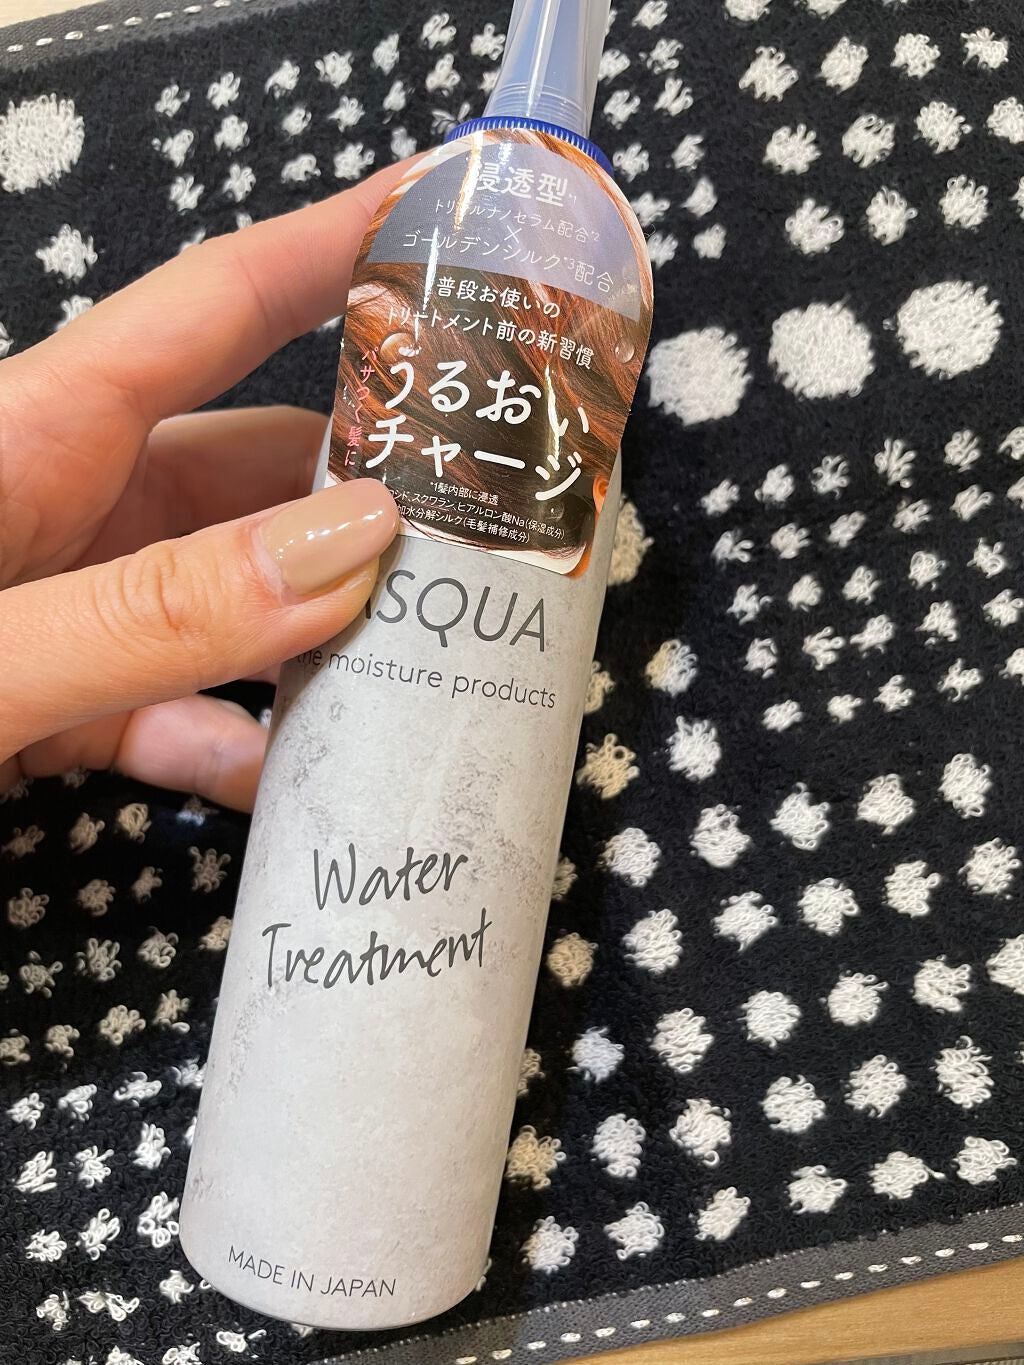 浸透型*1
トリプルナノセラム配合*2
×
ゴールデンシルク*3配合
普段お使いの
トリートメント前の新習慣
パサつく髪に
うるおい
チャージ
*1髪内部に浸透
スクワラン、ヒアルロン酸Na(保湿成分)
加水分解シルク(毛髪補修成分)
SQUA
the moisture products
Water
Treatment
MADE IN JAPAN